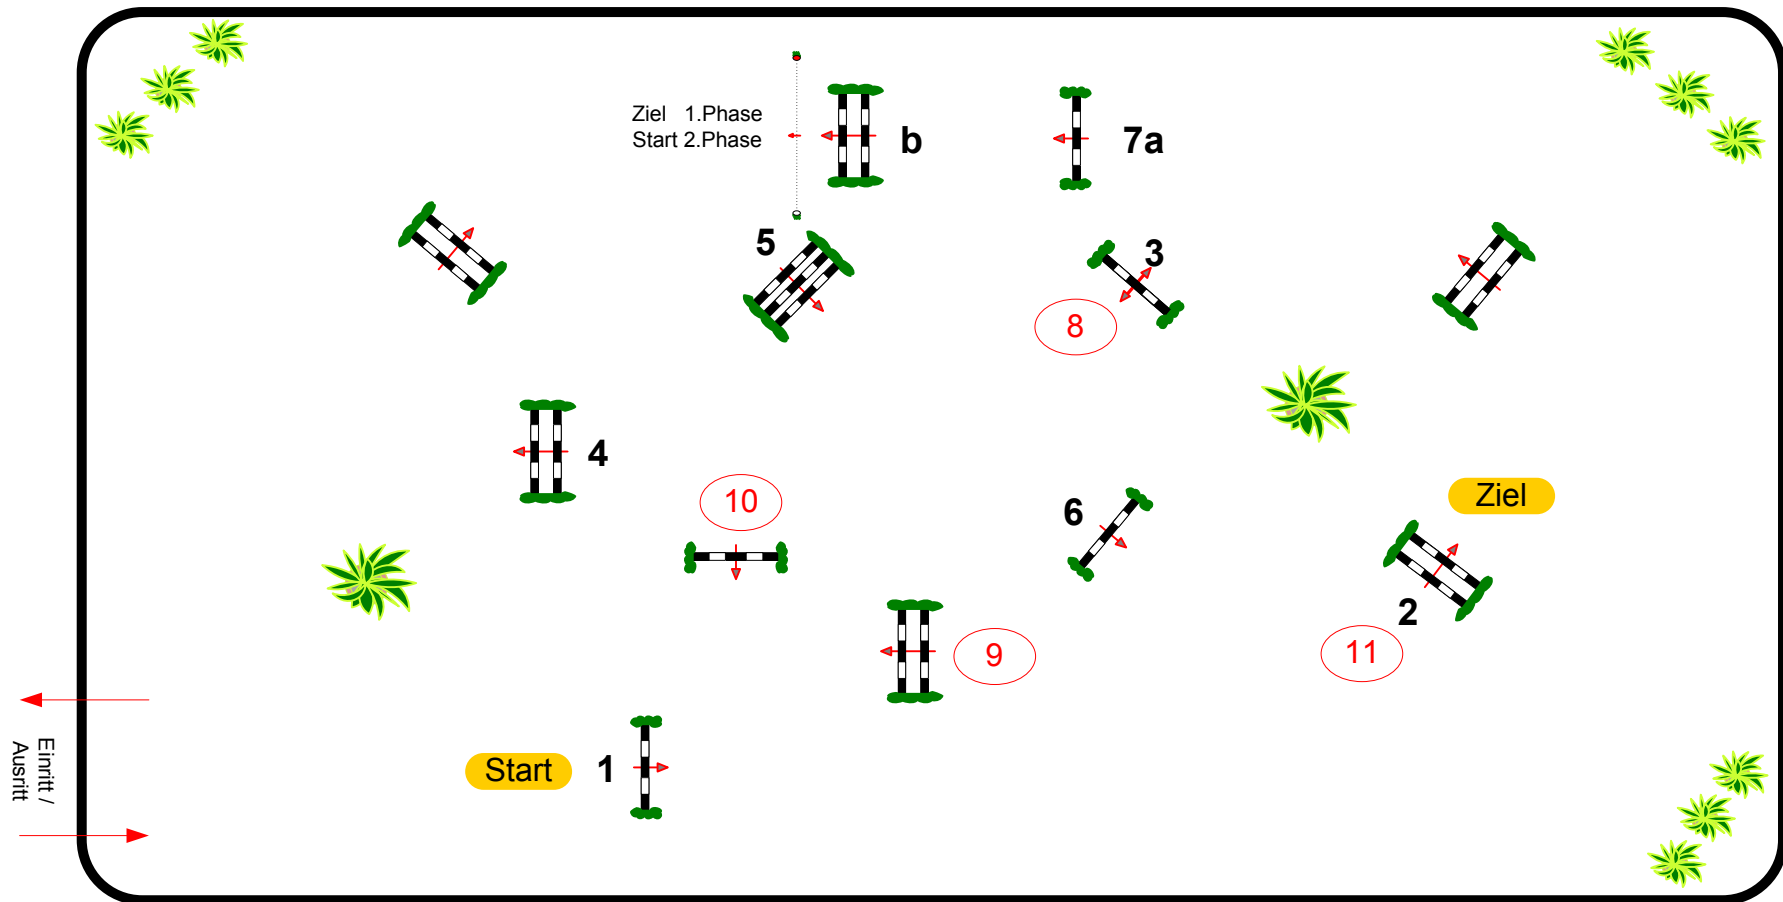 Ziel 1.Phase
Start 2.Phase
b
7a
5
3
8
4
10
6
Ziel
2
9
11
Start
1
Einritt /
Ausritt